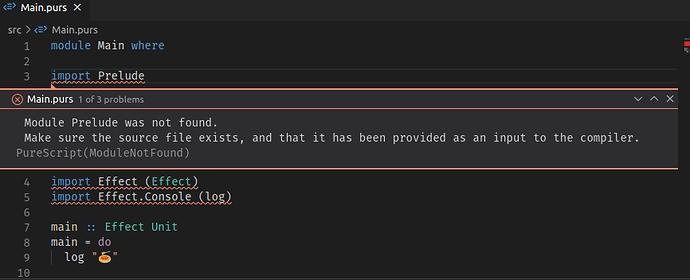 Main.purs
src > Main.purs
1 module Main where
2
3 import Prelude
Main.purs 1 of 3 problems
Module Prelude was not found.
Make sure the source file exists, and that it has been provided as an input to the compiler.
PureScript(ModuleNotFound)
4 import Effect (Effect)
5 import Effect.Console (log)
6
7 main :: Effect Unit
8 main = do
9 log "🍝"
10